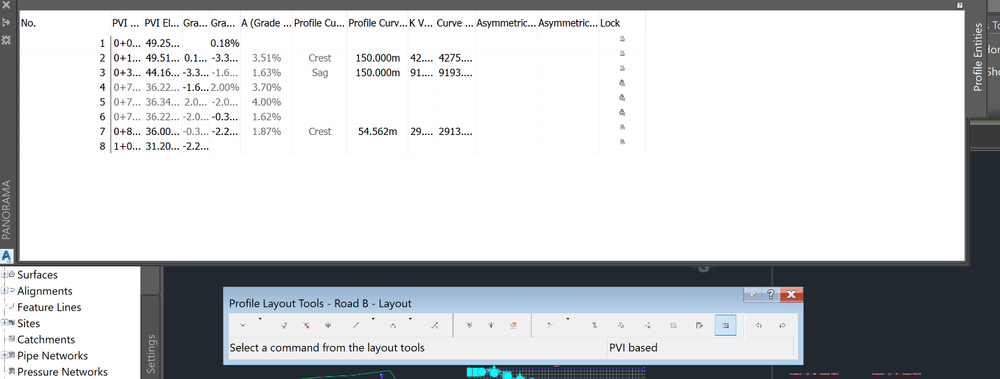 No. PVI ... PVI El... Gra... Gra... A (Grade ... Profile Cu... Profile Curv... K V... Curve ... Asymmetric... Asymmetric... Lock
1 0+0... 49.25... 0.18%
2 0+1... 49.51... 0.1... -3.3... 3.51% Crest 150.000m 42.... 4275....
3 0+3... 44.16... -3.3... -1.6... 1.63% Sag 150.000m 91.... 9193....
4 0+7... 36.22... -1.6... 2.00% 3.70%
5 0+7... 36.34... 2.0... -2.0... 4.00%
6 0+7... 36.22... -2.0... -0.3... 1.62%
7 0+8... 36.00... -0.3... -2.2... 1.87% Crest 54.562m 29.... 2913....
8 1+0... 31.20... -2.2...
Profile Entities
PANORAMA
Surfaces
Alignments
Feature Lines
Sites
Catchments
Pipe Networks
Pressure Networks
Settings
Profile Layout Tools - Road B - Layout
Select a command from the layout tools
PVI based